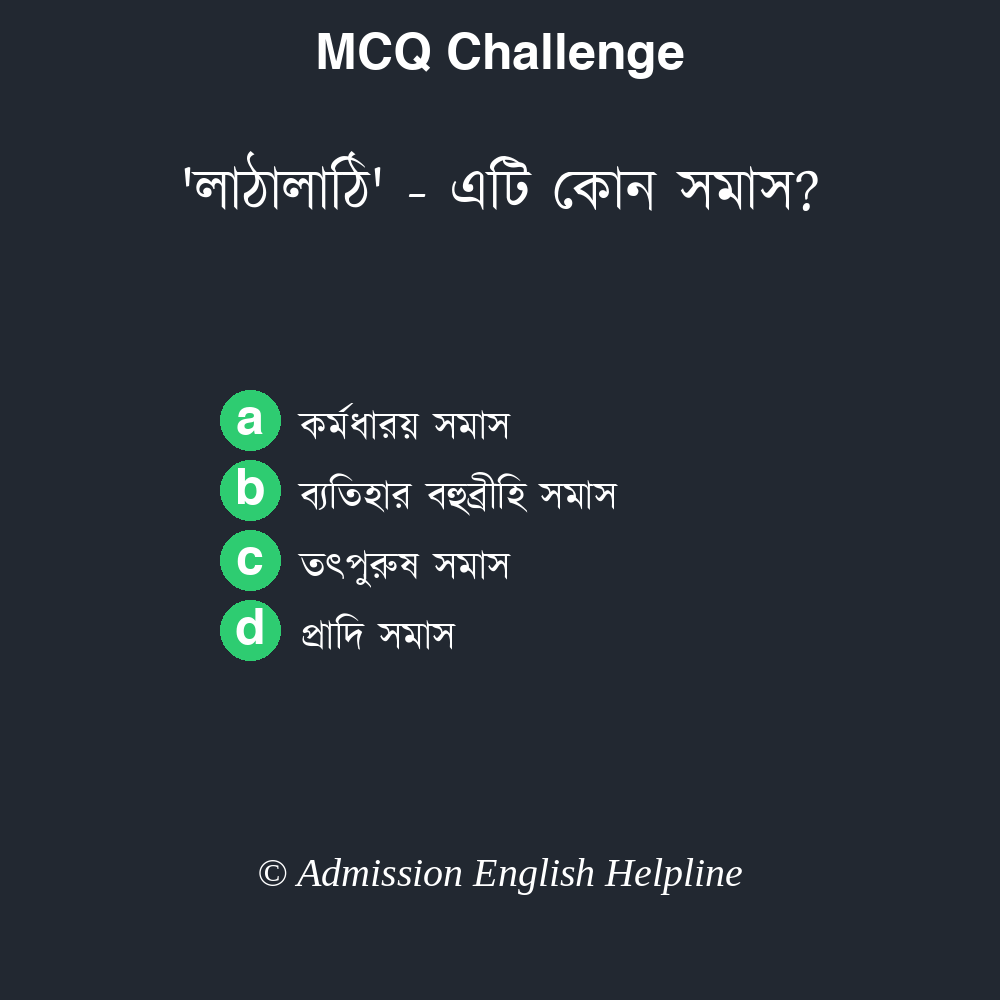 MCQ Challenge
'লাঠালাঠি' - এটি কোন সমাস?
a কর্মধারয় সমাস
b ব্যতিহার বহুব্রীহি সমাস
c তৎপুরুষ সমাস
d প্রাদি সমাস
© Admission English Helpline